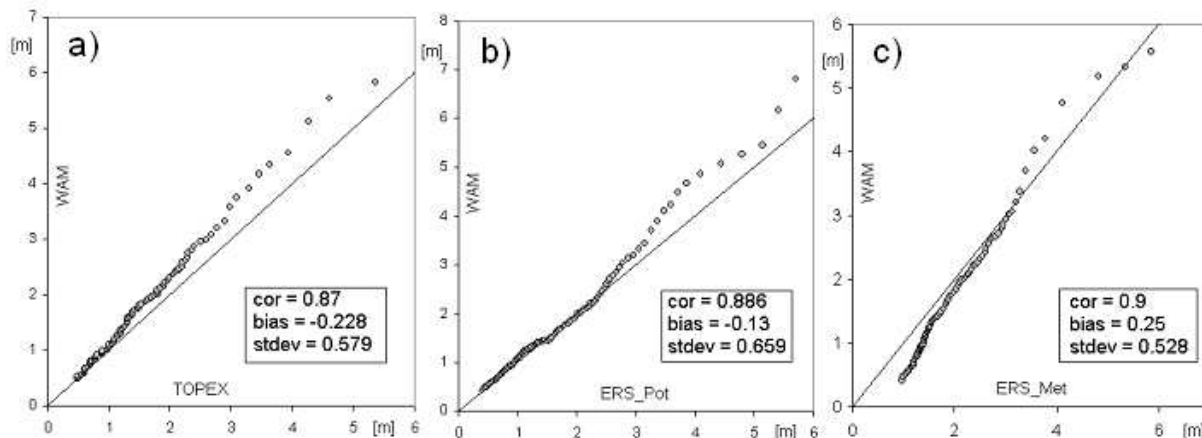 a)
7
[m]
6
5
4
3
2
1
0
WAM
cor = 0.87
bias = -0.228
stdev = 0.579
TOPEX
0 1 2 3 4 5 [m] 6
b)
8
[m]
7
6
5
4
3
2
1
0
WAM
cor = 0.886
bias = -0.13
stdev = 0.659
ERS_Pot
0 1 2 3 4 5 [m] 6
c)
6
[m]
5
4
3
2
1
0
WAM
cor = 0.9
bias = 0.25
stdev = 0.528
ERS_Met
0 2 4 6 [m]